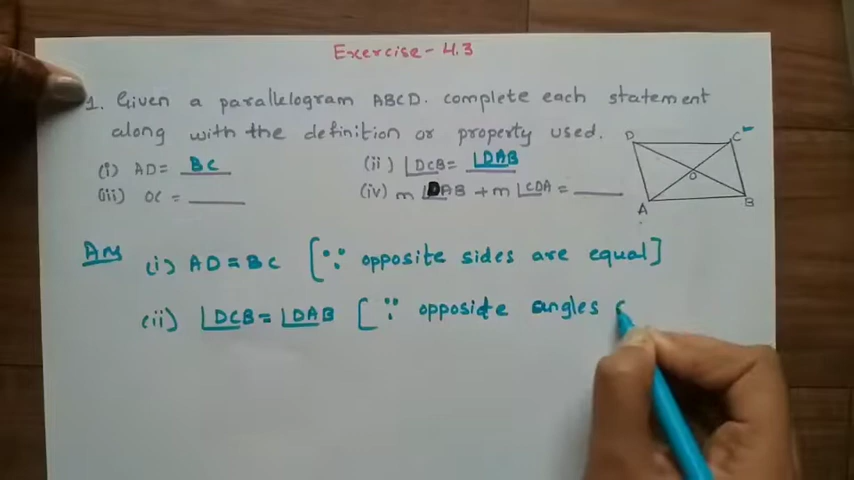 Exercise - 4.3
1. Given a parallelogram ABCD. complete each statement
along with the definition or property used.
(i) AD = BC (ii) ∠DCB = ∠DAB
(iii) OC = ____ (iv) m ∠DAB + m ∠CDA = ____
D C
O
A B
Ans (i) AD = BC [∵ opposite sides are equal]
(ii) ∠DCB = ∠DAB [∵ opposite angles